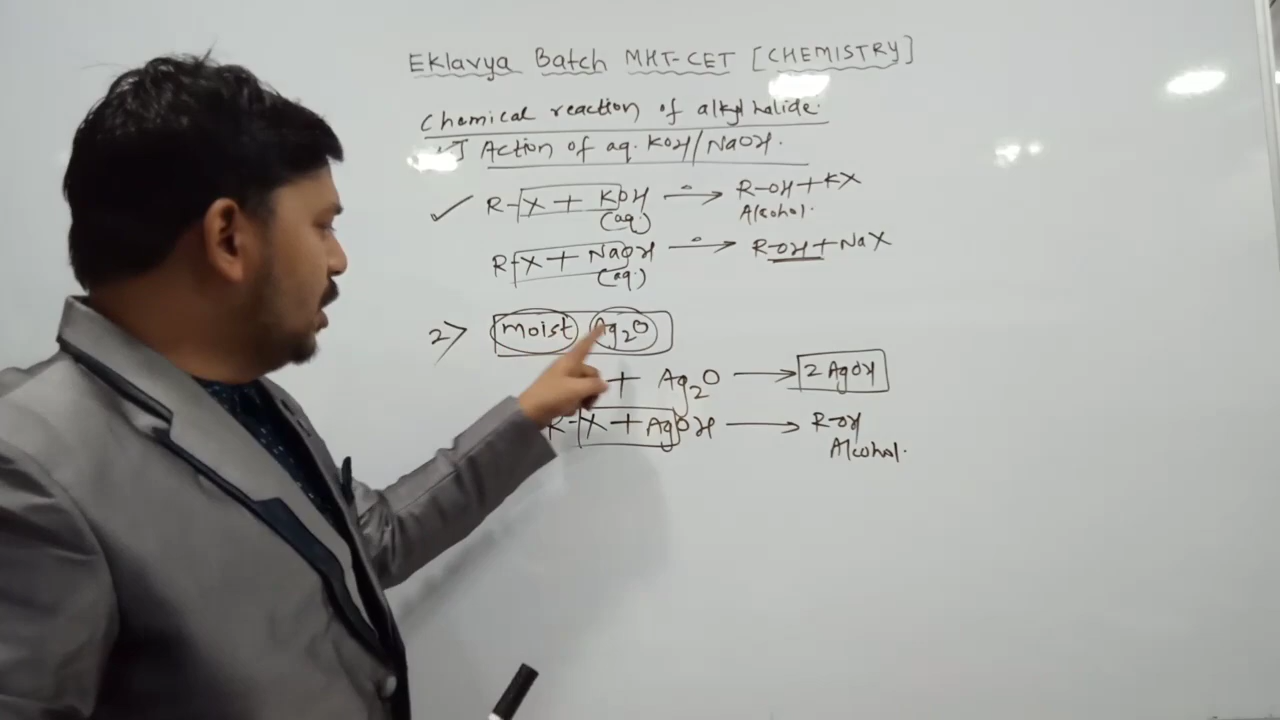 Eklavya Batch MHT-CET [CHEMISTRY]
Chemical reaction of alkyl halide.
1] Action of aq. KOH/NaOH.
R-X + KOH → R-OH + KX
(aq) Alcohol.
R-X + NaOH → R-OH + NaX
(aq.)
2> moist Ag2O
+ Ag2O → 2AgOH
R-X + AgOH → R-OH
Alcohol.